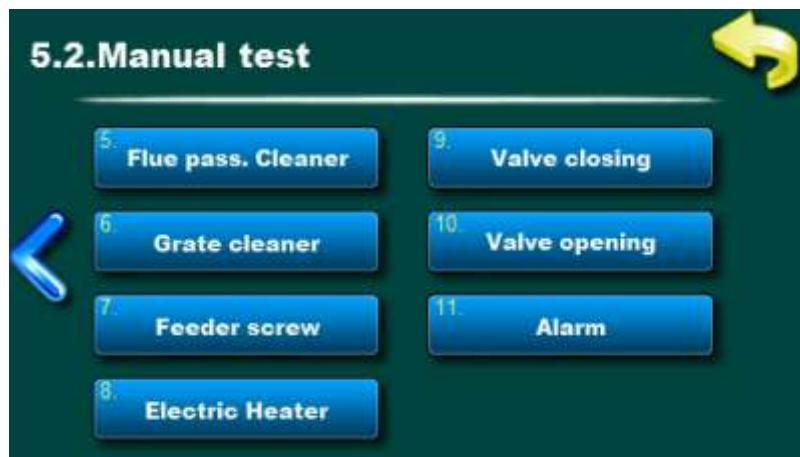 5.2.Manual test
5.
Flue pass. Cleaner
6.
Grate cleaner
7.
Feeder screw
8.
Electric Heater
9.
Valve closing
10.
Valve opening
11.
Alarm